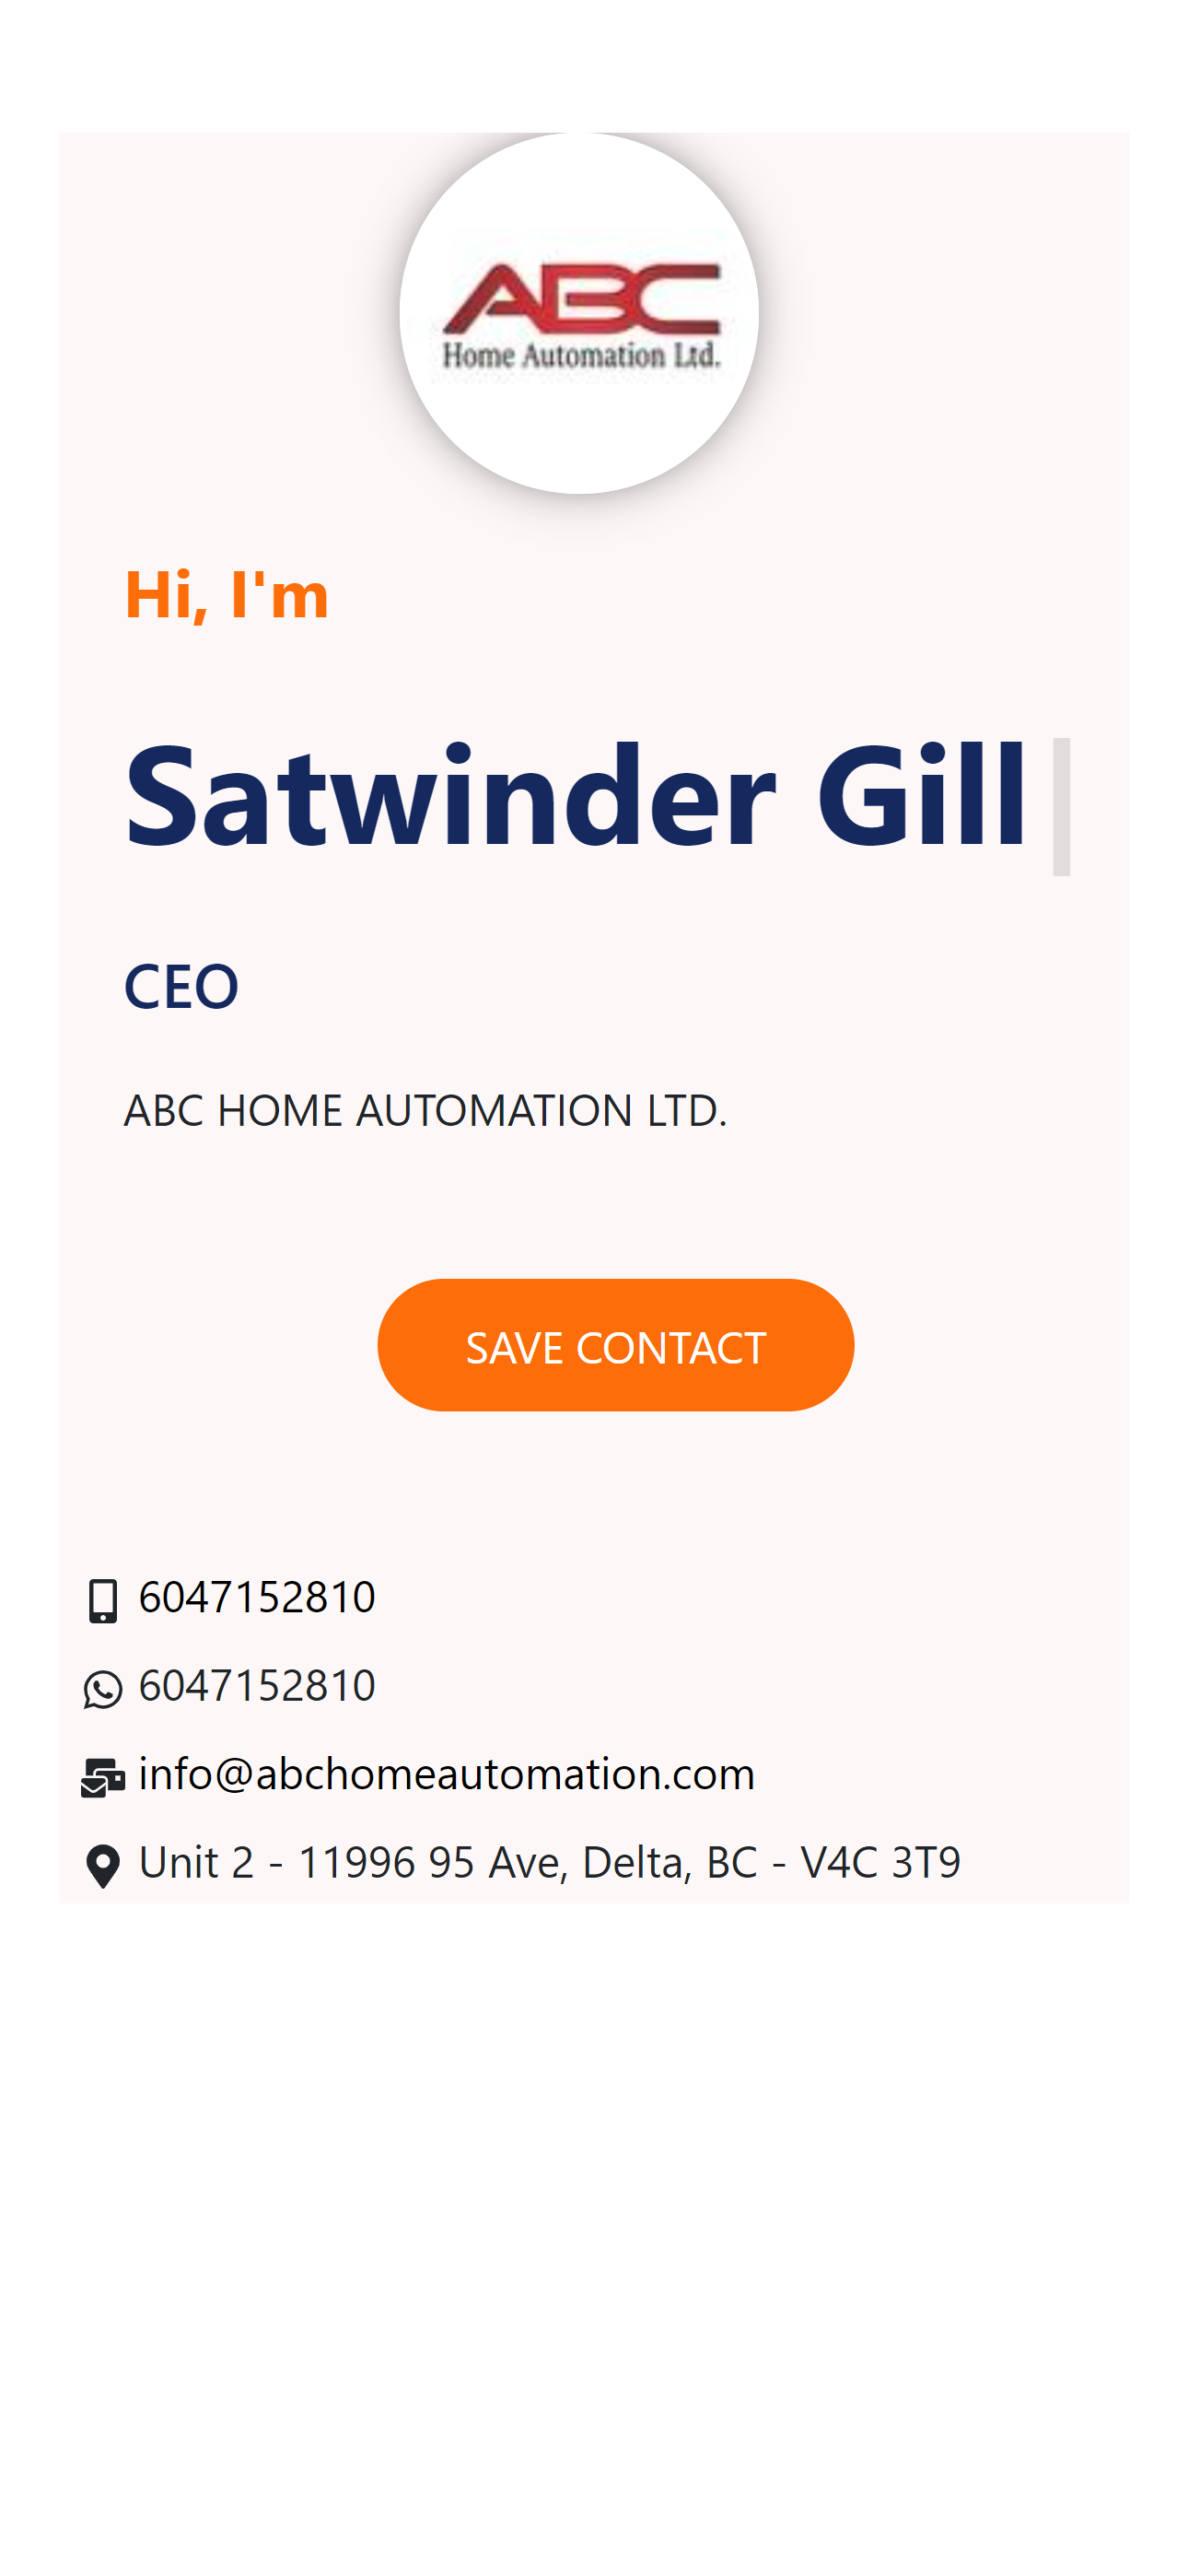 ABC
Home Automation Ltd.
Hi, I'm
Satwinder Gill
CEO
ABC HOME AUTOMATION LTD.
SAVE CONTACT
6047152810
6047152810
info@abchomeautomation.com
Unit 2 - 11996 95 Ave, Delta, BC - V4C 3T9